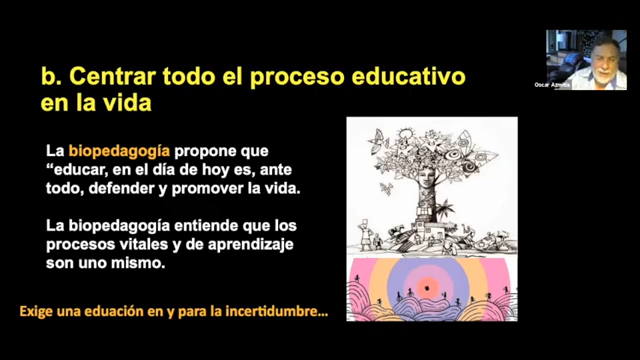 b. Centrar todo el proceso educativo
en la vida
La biopedagogía propone que
“educar, en el día de hoy es, ante
todo, defender y promover la vida.
La biopedagogía entiende que los
procesos vitales y de aprendizaje
son uno mismo.
Exige una eduación en y para la incertidumbre...
Oscar